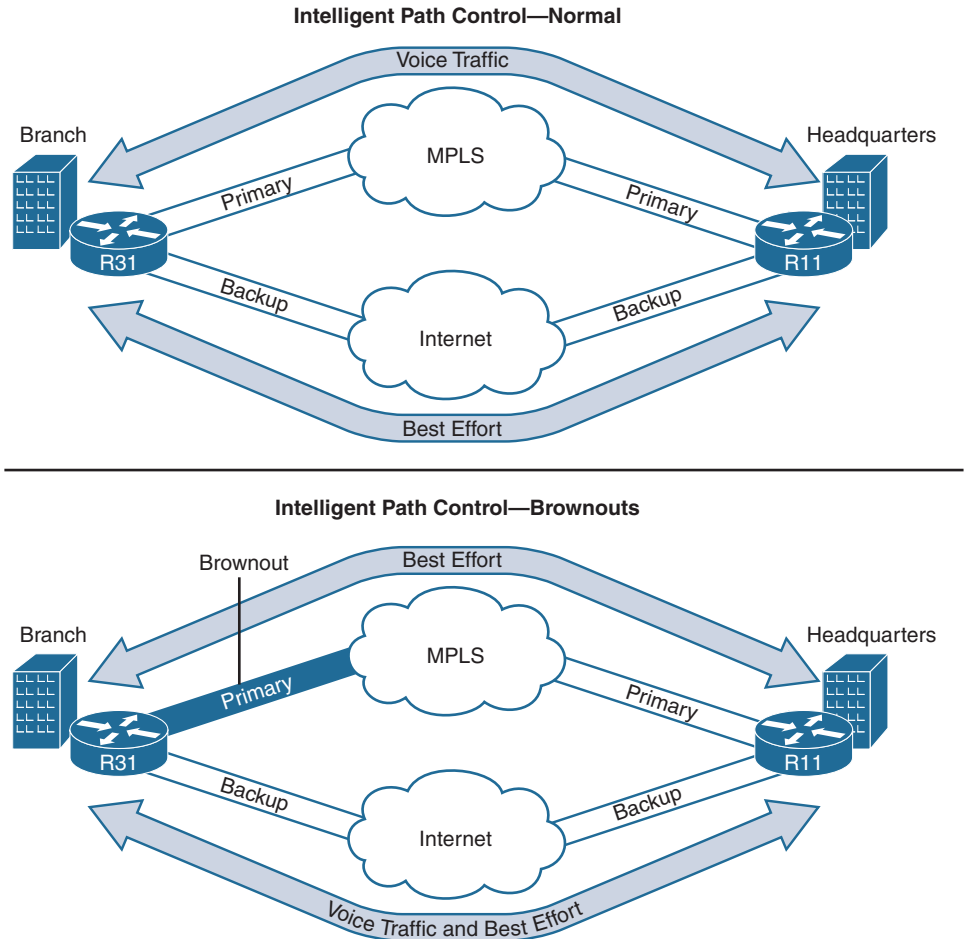 Intelligent Path Control—Normal
Voice Traffic
Branch
Headquarters
MPLS
Primary
Primary
R31
R11
Backup
Backup
Internet
Best Effort
Intelligent Path Control—Brownouts
Brownout
Best Effort
Branch
Headquarters
MPLS
Primary
Primary
R31
R11
Backup
Backup
Internet
Voice Traffic and Best Effort